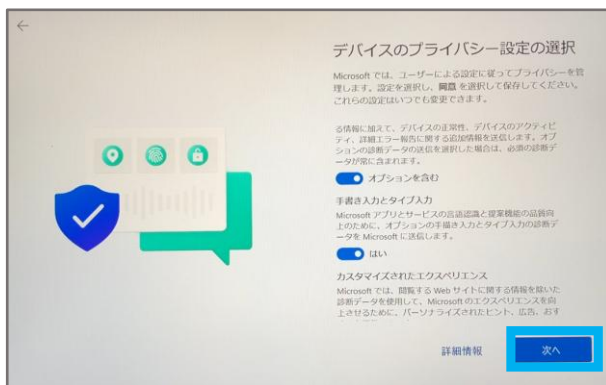 デバイスのプライバシー設定の選択
Microsoft では、ユーザーによる設定に従ってプライバシーを管
理します。設定を選択し、同意 を選択して保存してください。
これらの設定はいつでも変更できます。
る情報に加えて、デバイスの正常性、デバイスのアクティビ
ティ、詳細エラー報告に関する追加情報を送信します。オプ
ションの診断データの送信を選択した場合は、必須の診断デ
ータが常に含まれます。
オプションを含む
手書き入力とタイプ入力
Microsoft アプリとサービスの言語認識と提案機能の品質向
上のために、オプションの手描き入力とタイプ入力の診断デ
ータを Microsoft に送信します。
はい
カスタマイズされたエクスペリエンス
Microsoft では、閲覧する Web サイトに関する情報を除いた
診断データを使用して、Microsoft のエクスペリエンスを向
上させるために、パーソナライズされたヒント、広告、おす
詳細情報
次へ